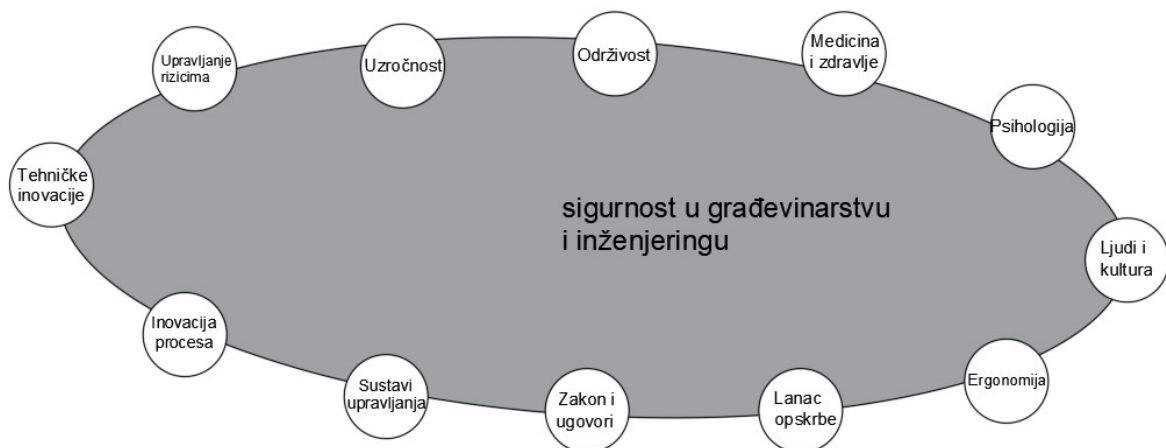 Upravljanje
rizicima
Uzročnost
Održivost
Medicina
i zdravlje
Psihologija
Tehničke
inovacije
sigurnost u građevinarstvu
i inženjeringu
Ljudi i
kultura
Inovacija
procesa
Sustavi
upravljanja
Zakon i
ugovori
Lanac
opskrbe
Ergonomija